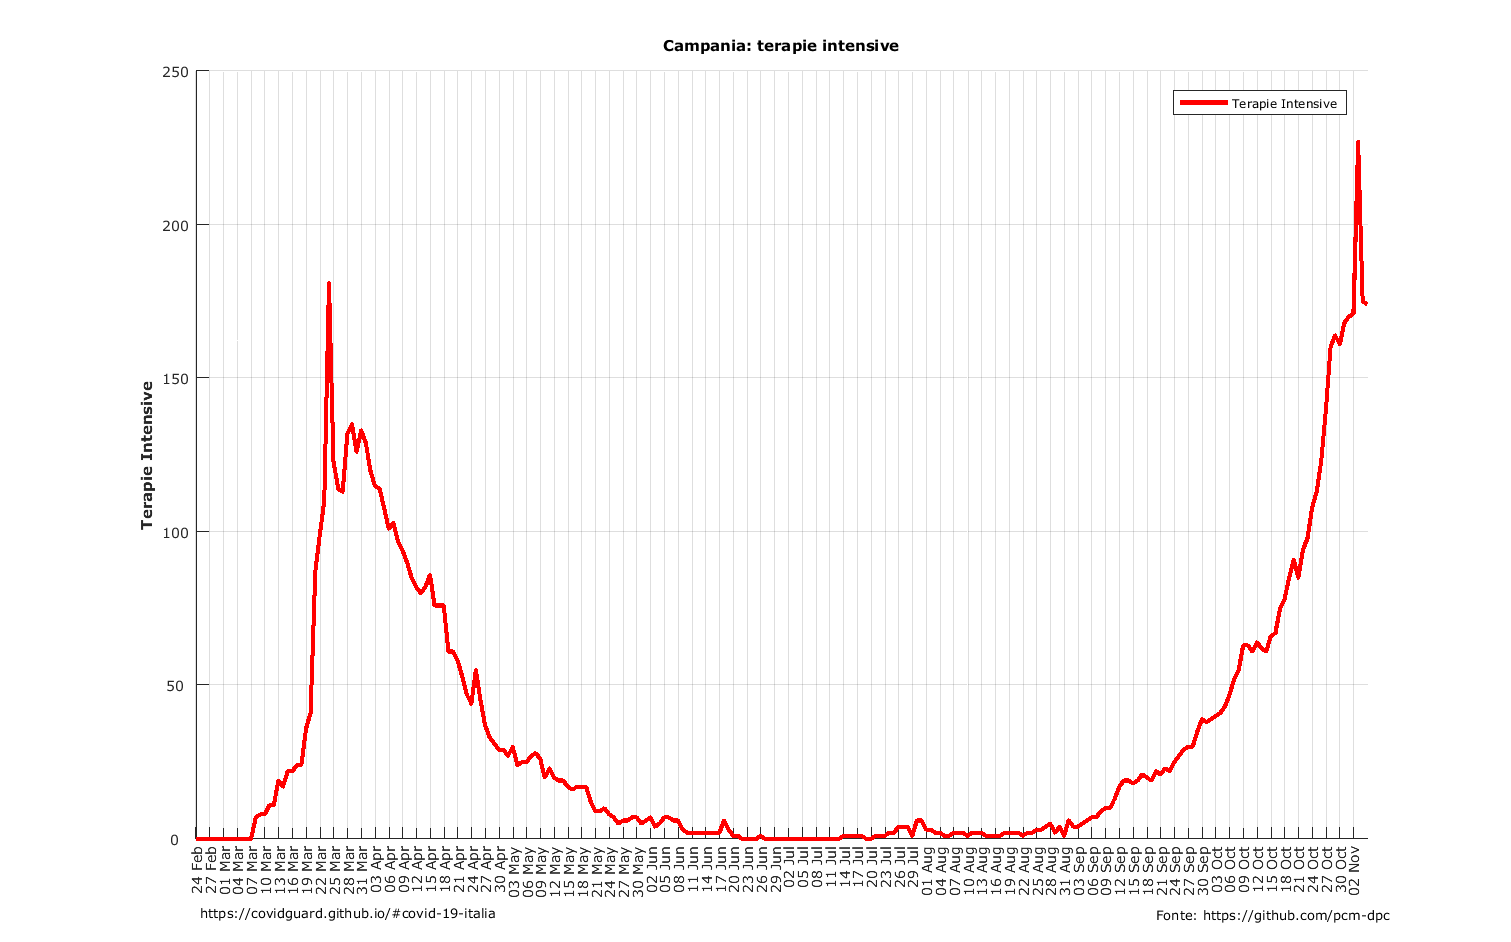 Campania: terapie intensive
250
Terapie Intensive
200
150
100
50
0
Terapie Intensive
24 Feb
27 Feb
01 Mar
04 Mar
07 Mar
10 Mar
13 Mar
16 Mar
19 Mar
22 Mar
25 Mar
28 Mar
31 Mar
03 Apr
06 Apr
09 Apr
12 Apr
15 Apr
18 Apr
21 Apr
24 Apr
27 Apr
30 Apr
03 May
06 May
09 May
12 May
15 May
18 May
21 May
24 May
27 May
30 May
02 Jun
05 Jun
08 Jun
11 Jun
14 Jun
17 Jun
20 Jun
23 Jun
26 Jun
29 Jun
02 Jul
05 Jul
08 Jul
11 Jul
14 Jul
17 Jul
20 Jul
23 Jul
26 Jul
29 Jul
01 Aug
04 Aug
07 Aug
10 Aug
13 Aug
16 Aug
19 Aug
22 Aug
25 Aug
28 Aug
31 Aug
03 Sep
06 Sep
09 Sep
12 Sep
15 Sep
18 Sep
21 Sep
24 Sep
27 Sep
30 Sep
03 Oct
06 Oct
09 Oct
12 Oct
15 Oct
18 Oct
21 Oct
24 Oct
27 Oct
30 Oct
02 Nov
https://covidguard.github.io/#covid-19-italia
Fonte: https://github.com/pcm-dpc